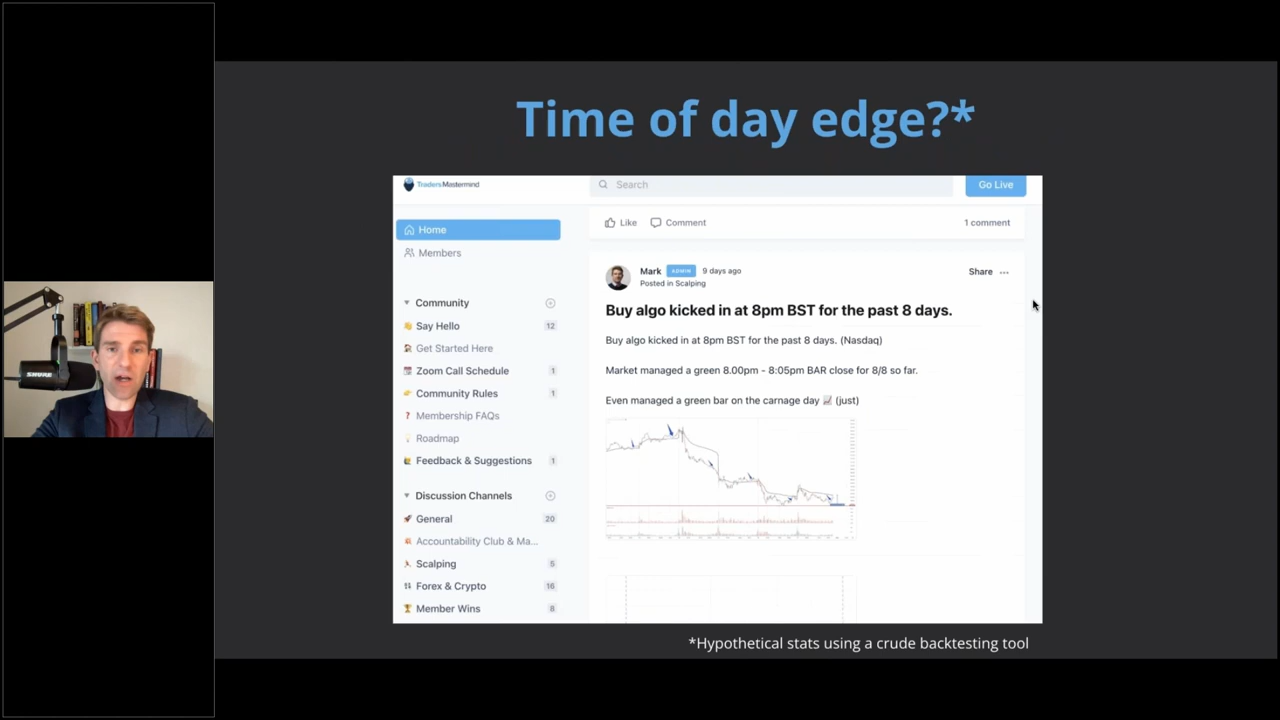 Time of day edge?*
TradersMastermind
Search
Go Live
Home
Members
Community
Say Hello 12
Get Started Here
Zoom Call Schedule 1
Community Rules 1
Membership FAQs
Roadmap
Feedback & Suggestions 1
Discussion Channels
General 20
Accountability Club & Ma...
Scalping 5
Forex & Crypto 16
Member Wins 8
Like Comment 1 comment
Mark ADMIN 9 days ago
Posted in Scalping
Share
Buy algo kicked in at 8pm BST for the past 8 days.
Buy algo kicked in at 8pm BST for the past 8 days. (Nasdaq)
Market managed a green 8.00pm - 8:05pm BAR close for 8/8 so far.
Even managed a green bar on the carnage day 📈 (just)
*Hypothetical stats using a crude backtesting tool
SHURE